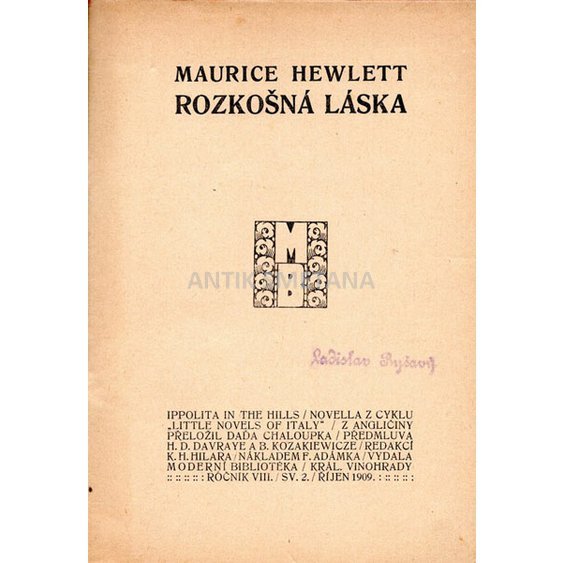 MAURICE HEWLETT
ROZKOŠNÁ LÁSKA
M
M
B
ANTIK SMETANA
Ladislav Ryšavý
IPPOLITA IN THE HILLS / NOVELLA Z CYKLU
„LITTLE NOVELS OF ITALY“ / Z ANGLIČINY
PŘELOŽIL DAĎA CHALOUPKA / PŘEDMLUVA
H. D. DAVRAYE A B. KOZAKIEWICZE / REDAKCÍ
K. H. HILARA / NÁKLADEM F. ADÁMKA / VYDALA
MODERNÍ BIBLIOTÉKA / KRÁL. VINOHRADY
:: :: :: :: : ROČNÍK VIII. / SV. 2. / ŘÍJEN 1909. : :: :: :: ::